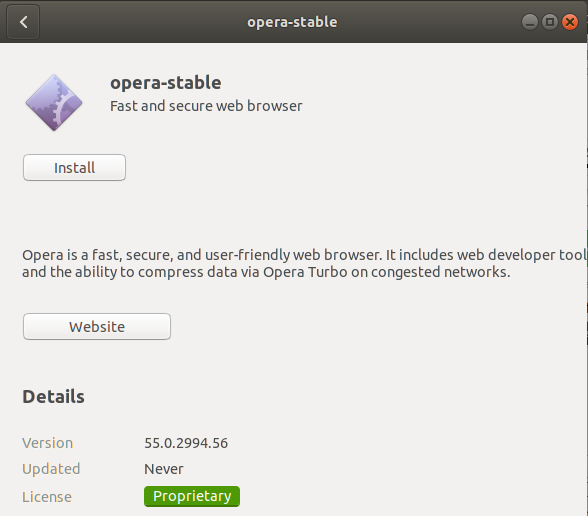 opera-stable
opera-stable
Fast and secure web browser
Install
Opera is a fast, secure, and user-friendly web browser. It includes web developer tool
and the ability to compress data via Opera Turbo on congested networks.
Website
Details
Version 55.0.2994.56
Updated Never
License Proprietary